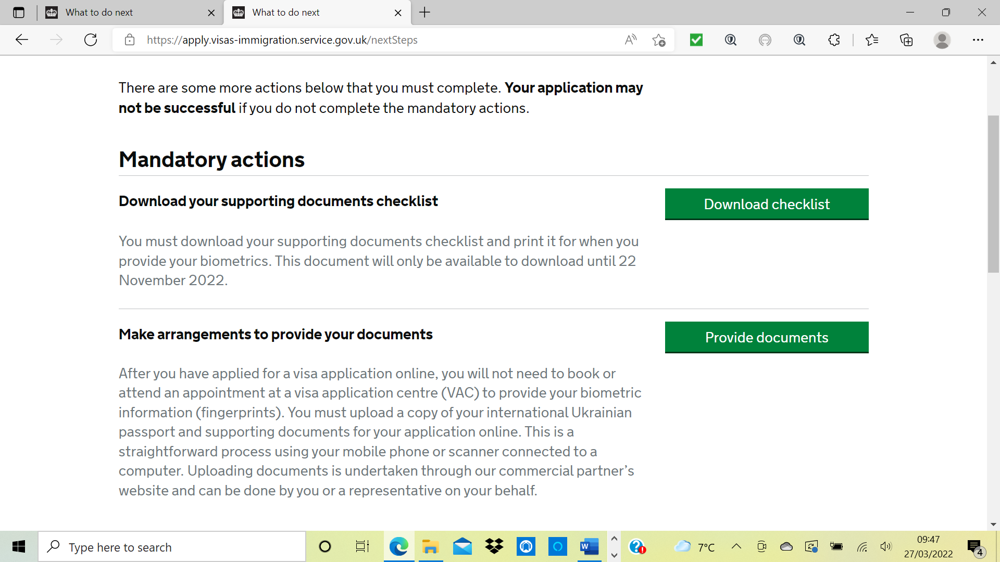 What to do next
What to do next
https://apply.visas-immigration.service.gov.uk/nextSteps
There are some more actions below that you must complete. Your application may
not be successful if you do not complete the mandatory actions.
Mandatory actions
Download your supporting documents checklist
Download checklist
You must download your supporting documents checklist and print it for when you
provide your biometrics. This document will only be available to download until 22
November 2022.
Make arrangements to provide your documents
Provide documents
After you have applied for a visa application online, you will not need to book or
attend an appointment at a visa application centre (VAC) to provide your biometric
information (fingerprints). You must upload a copy of your international Ukrainian
passport and supporting documents for your application online. This is a
straightforward process using your mobile phone or scanner connected to a
computer. Uploading documents is undertaken through our commercial partner’s
website and can be done by you or a representative on your behalf.
Type here to search
W
7°C
09:47
27/03/2022
4